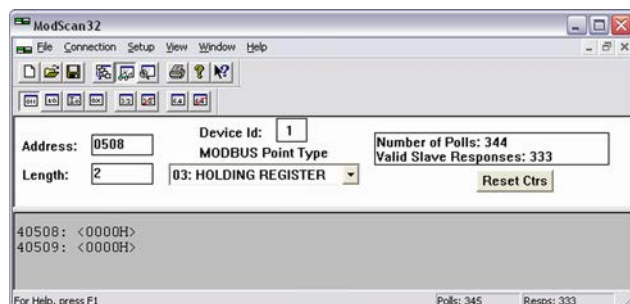 ModScan32
File Connection Setup View Window Help
Address: 0508
Device Id: 1
MODBUS Point Type
Number of Polls: 344
Valid Slave Responses: 333
Length: 2
03: HOLDING REGISTER
Reset Ctrs
40508: <0000H>
40509: <0000H>
For Help, press F1
Polls: 345
Resps: 333